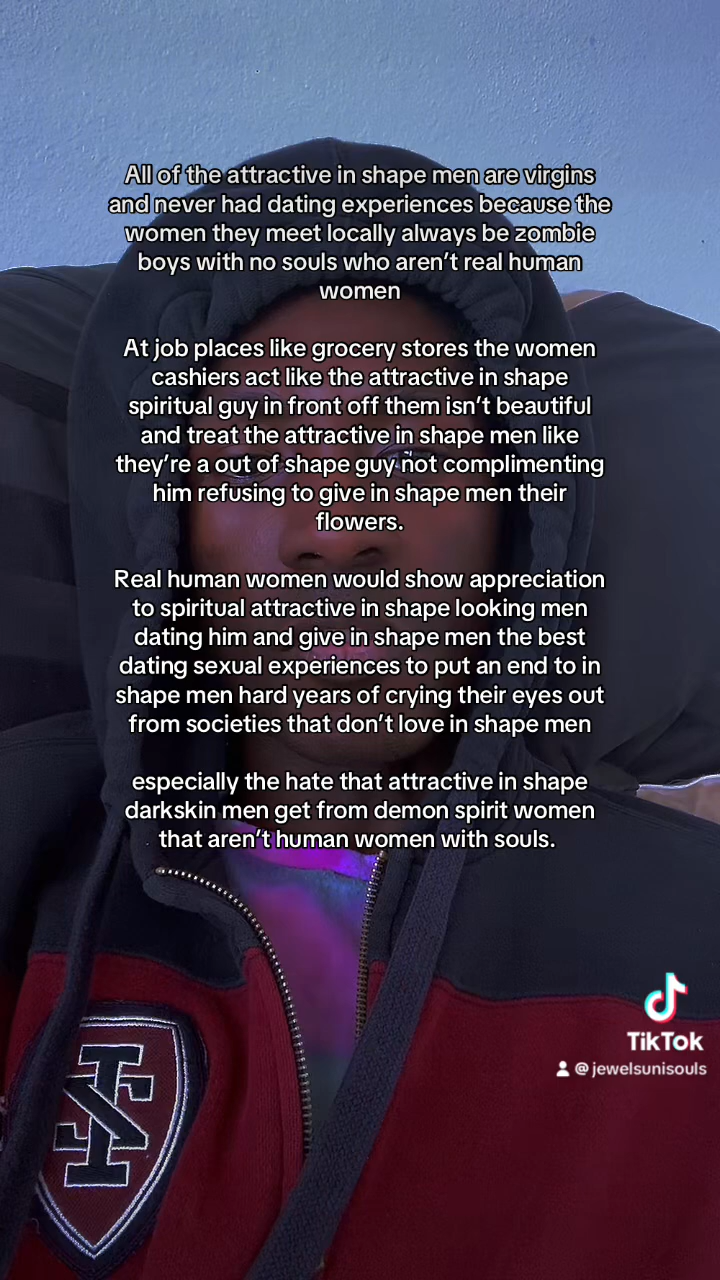 All of the attractive in shape men are virgins
and never had dating experiences because the
women they meet locally always be zombie
boys with no souls who aren't real human
women
At job places like grocery stores the women
cashiers act like the attractive in shape
spiritual guy in front off them isn't beautiful
and treat the attractive in shape men like
they're a out of shape guy not complimenting
him refusing to give in shape men their
flowers.
Real human women would show appreciation
to spiritual attractive in shape looking men
dating him and give in shape men the best
dating sexual experiences to put an end to in
shape men hard years of crying their eyes out
from societies that don't love in shape men
especially the hate that attractive in shape
darkskin men get from demon spirit women
that aren't human women with souls.
TikTok
@jewelsunisouls